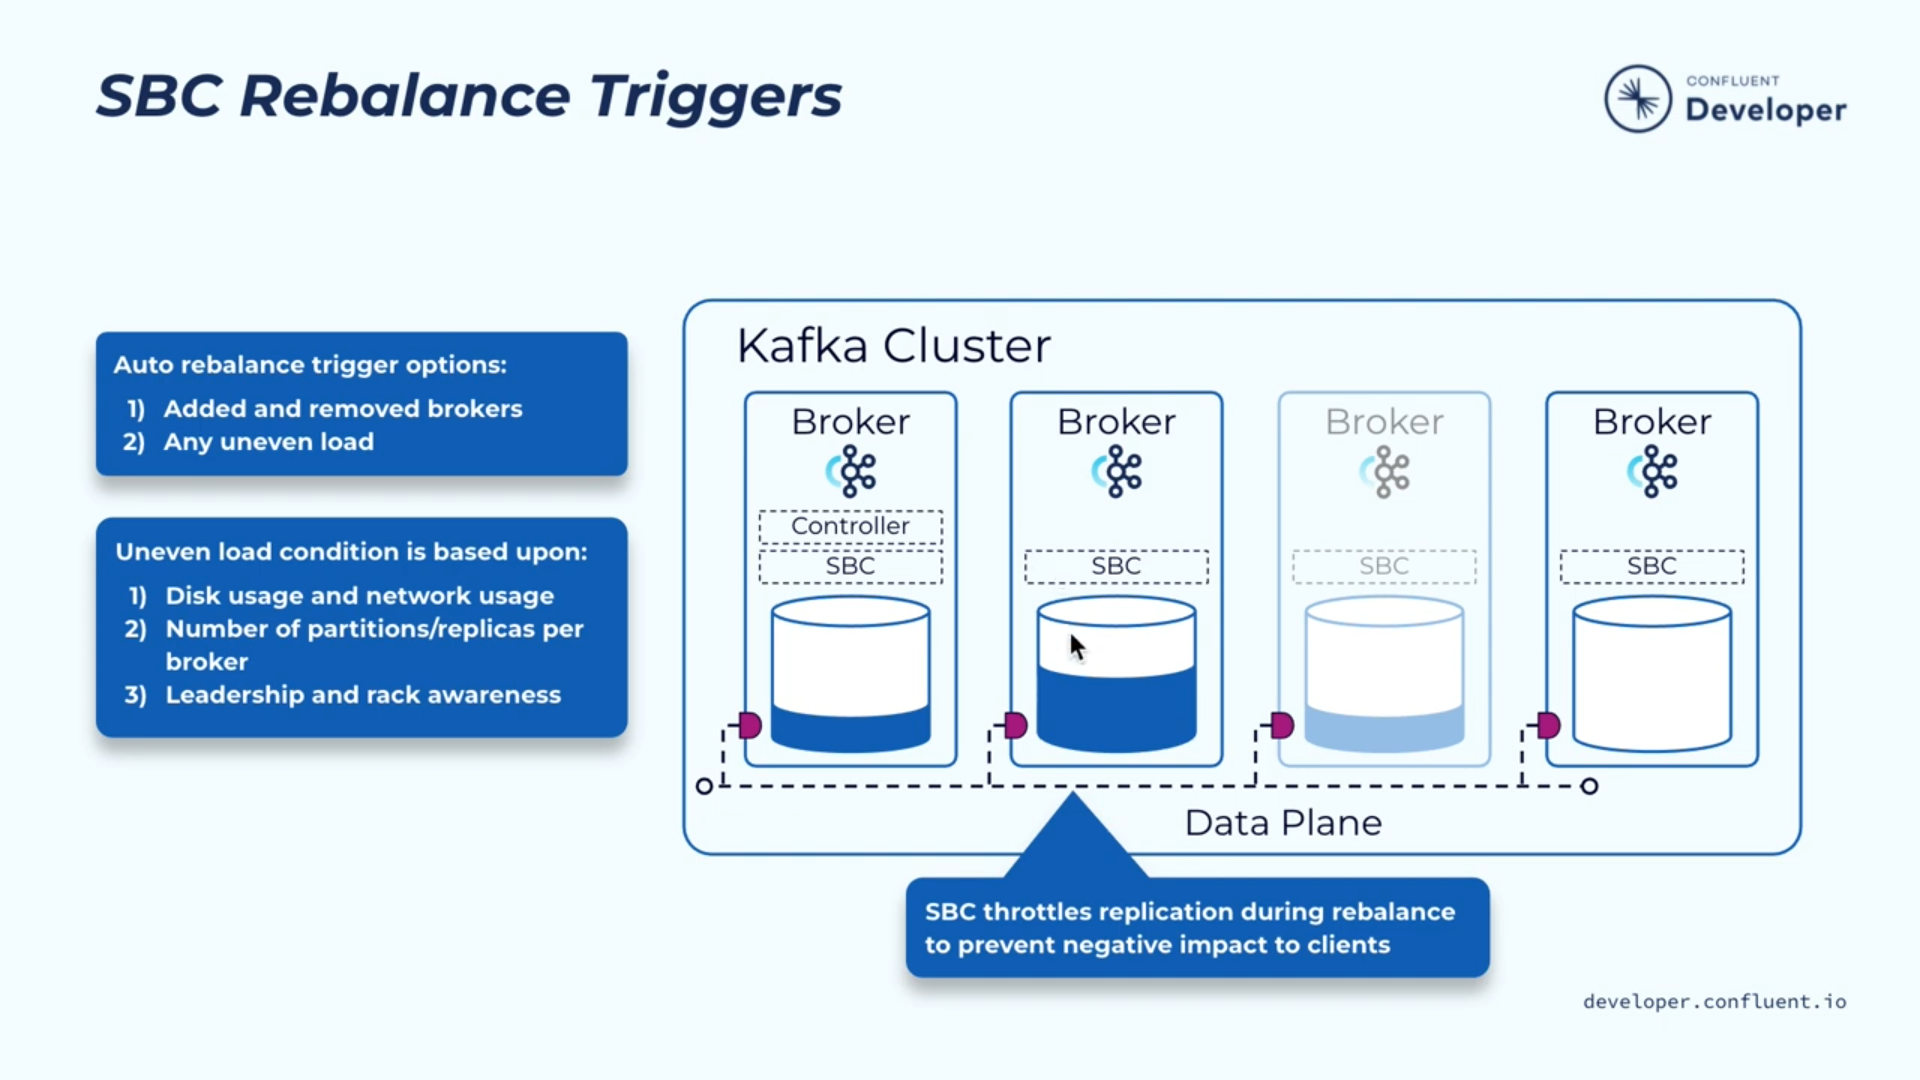 SBC Rebalance Triggers
CONFLUENT
Developer
Auto rebalance trigger options:
1) Added and removed brokers
2) Any uneven load
Uneven load condition is based upon:
1) Disk usage and network usage
2) Number of partitions/replicas per
broker
3) Leadership and rack awareness
Kafka Cluster
Broker
Controller
SBC
Broker
SBC
Broker
SBC
Broker
SBC
Data Plane
SBC throttles replication during rebalance
to prevent negative impact to clients
developer.confluent.io